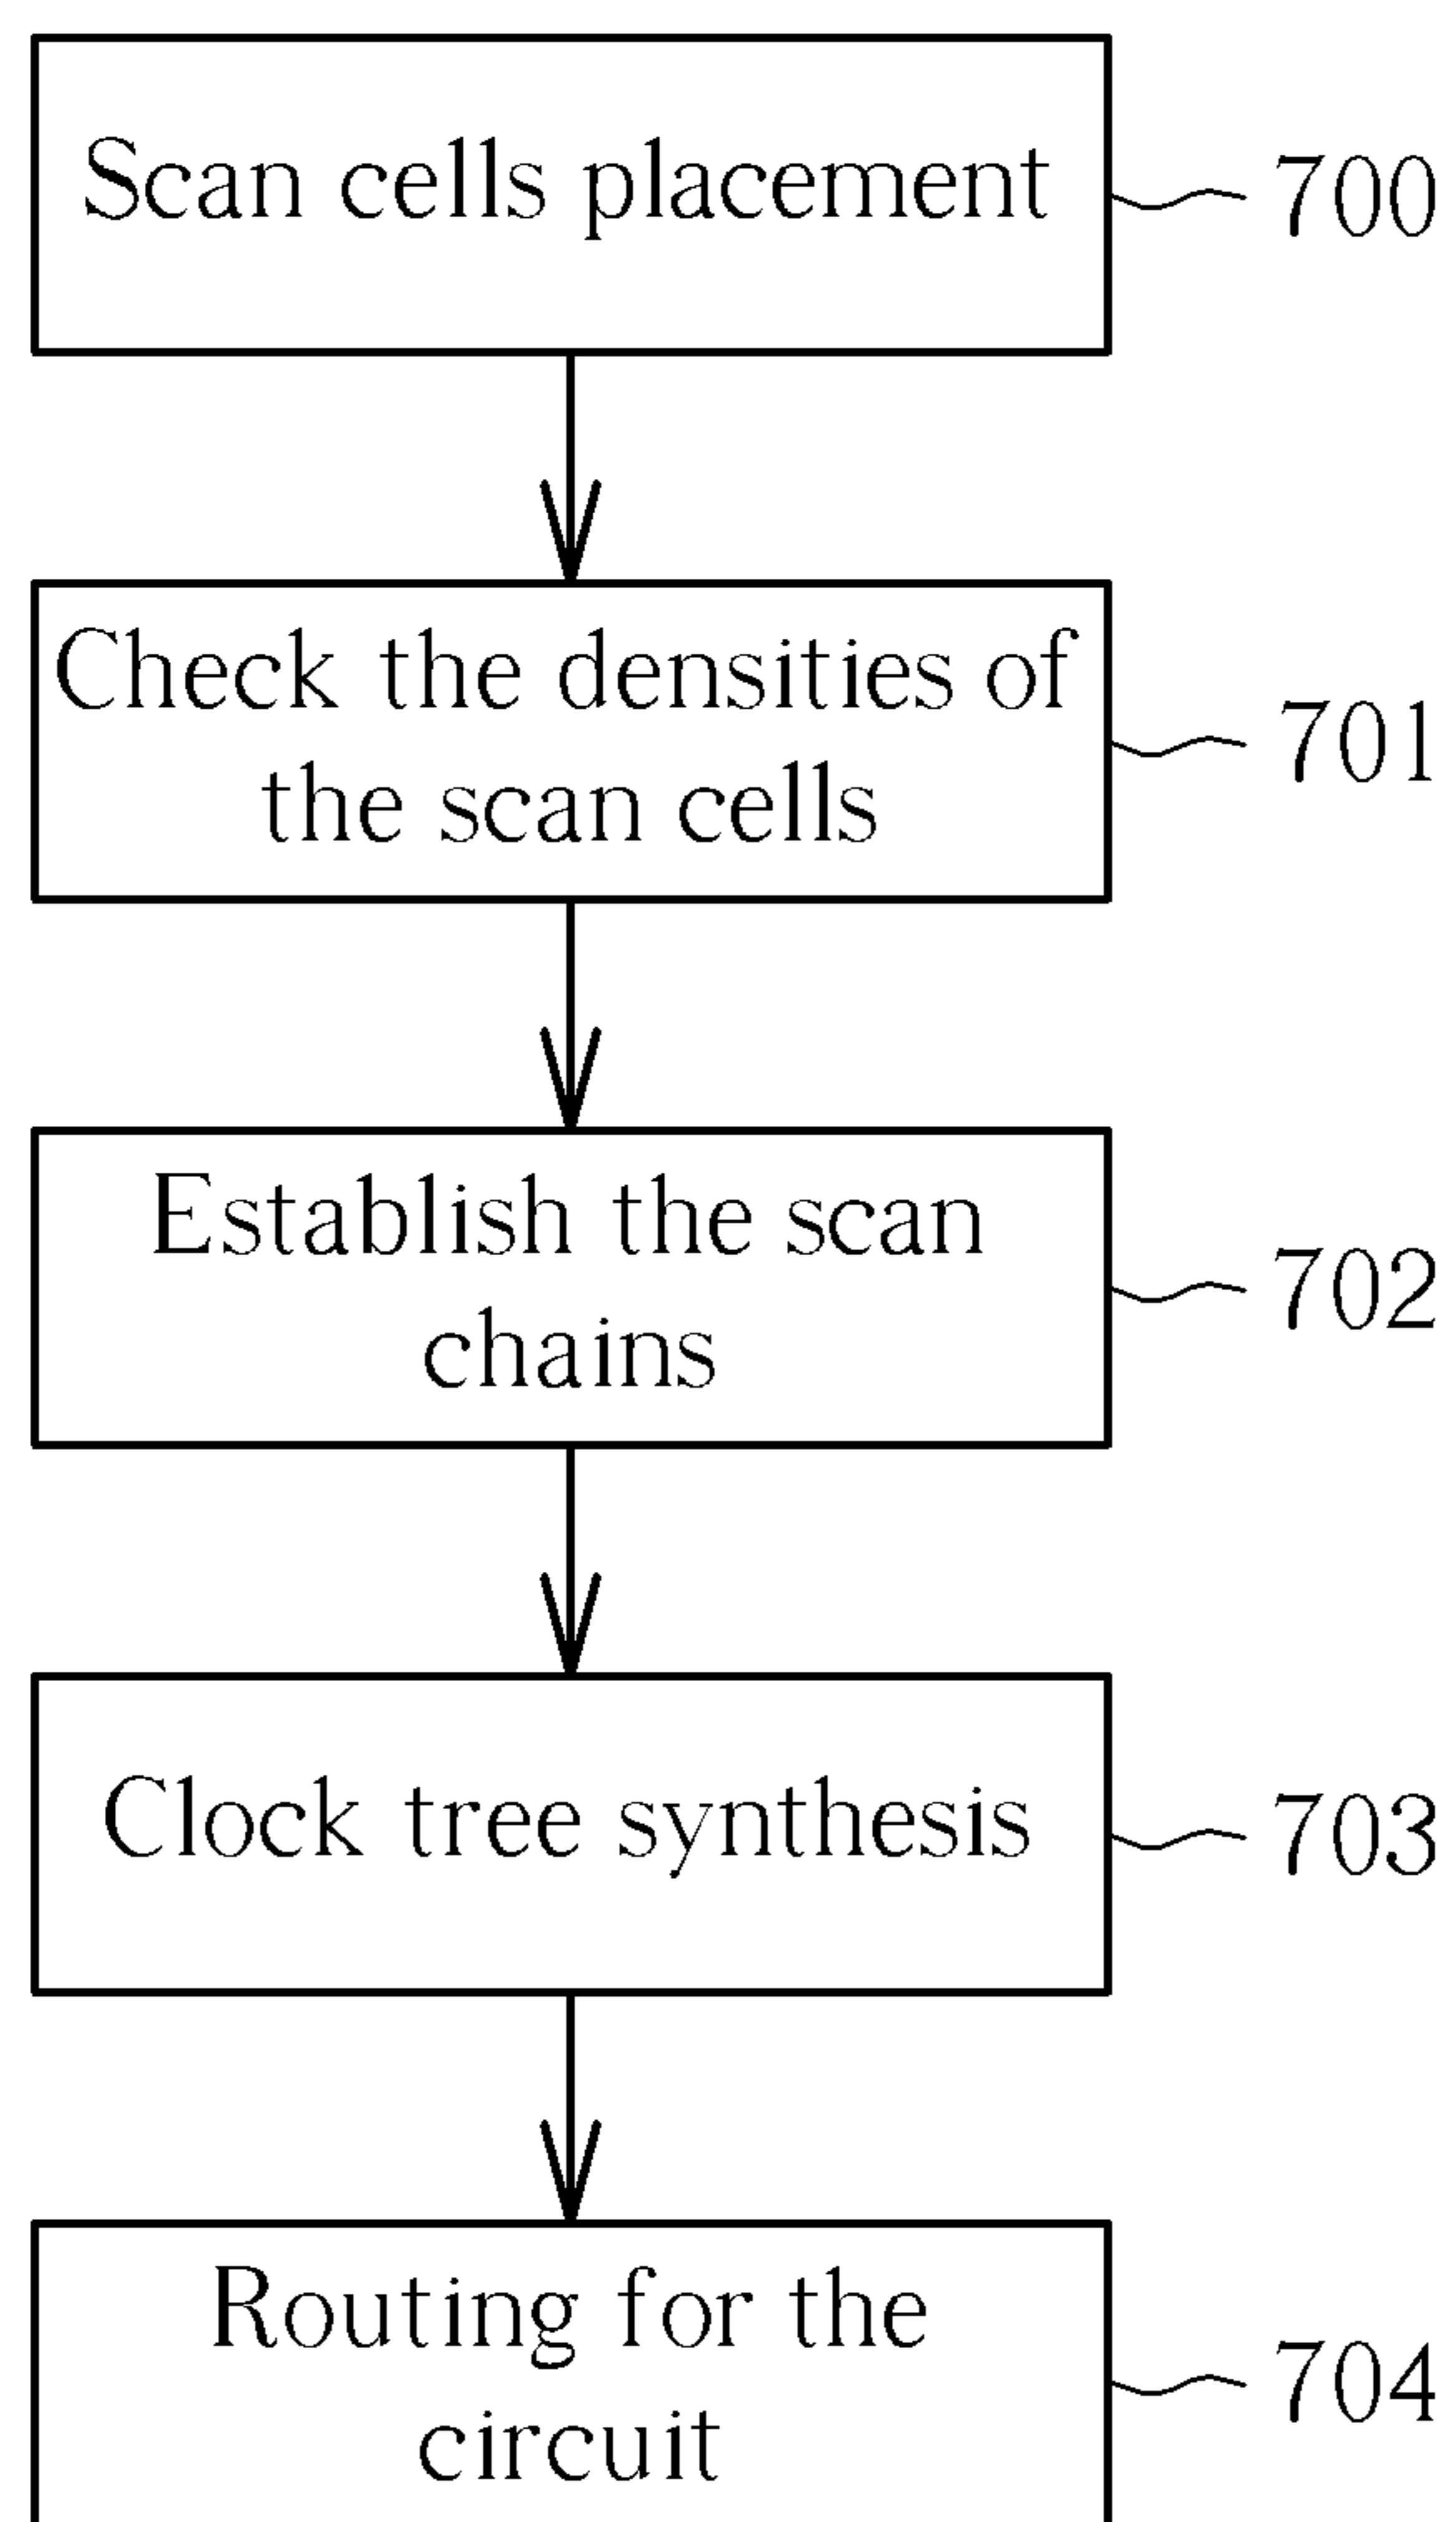 Scan cells placement
700
Check the densities of
the scan cells
701
Establish the scan
chains
702
Clock tree synthesis
703
Routing for the
circuit
704